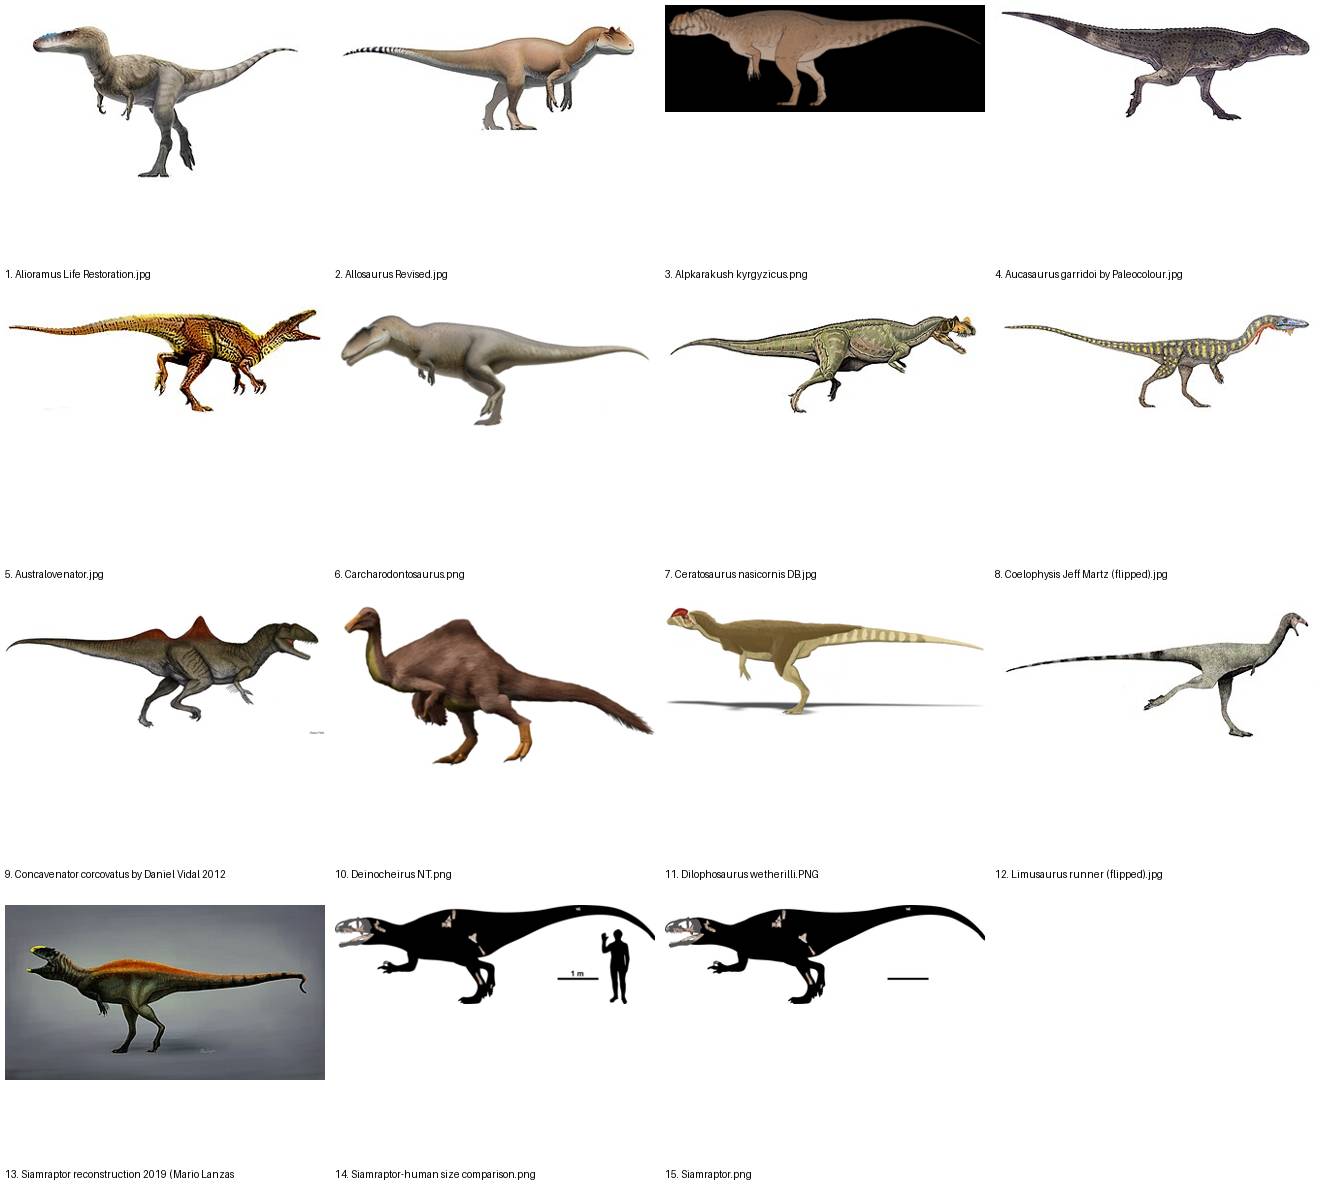 1. Alioramus Life Restoration.jpg
2. Allosaurus Revised.jpg
3. Alpkarakush kyrgyzicus.png
4. Aucasaurus garridoi by Paleocolour.jpg
5. Australovenator.jpg
6. Carcharodontosaurus.png
7. Ceratosaurus nasicornis DB.jpg
8. Coelophysis Jeff Martz (flipped).jpg
9. Concavenator corcovatus by Daniel Vidal 2012
10. Deinocheirus NT.png
11. Dilophosaurus wetherilli.PNG
12. Limusaurus runner (flipped).jpg
1 m
13. Siamraptor reconstruction 2019 (Mario Lanzas
14. Siamraptor-human size comparison.png
15. Siamraptor.png